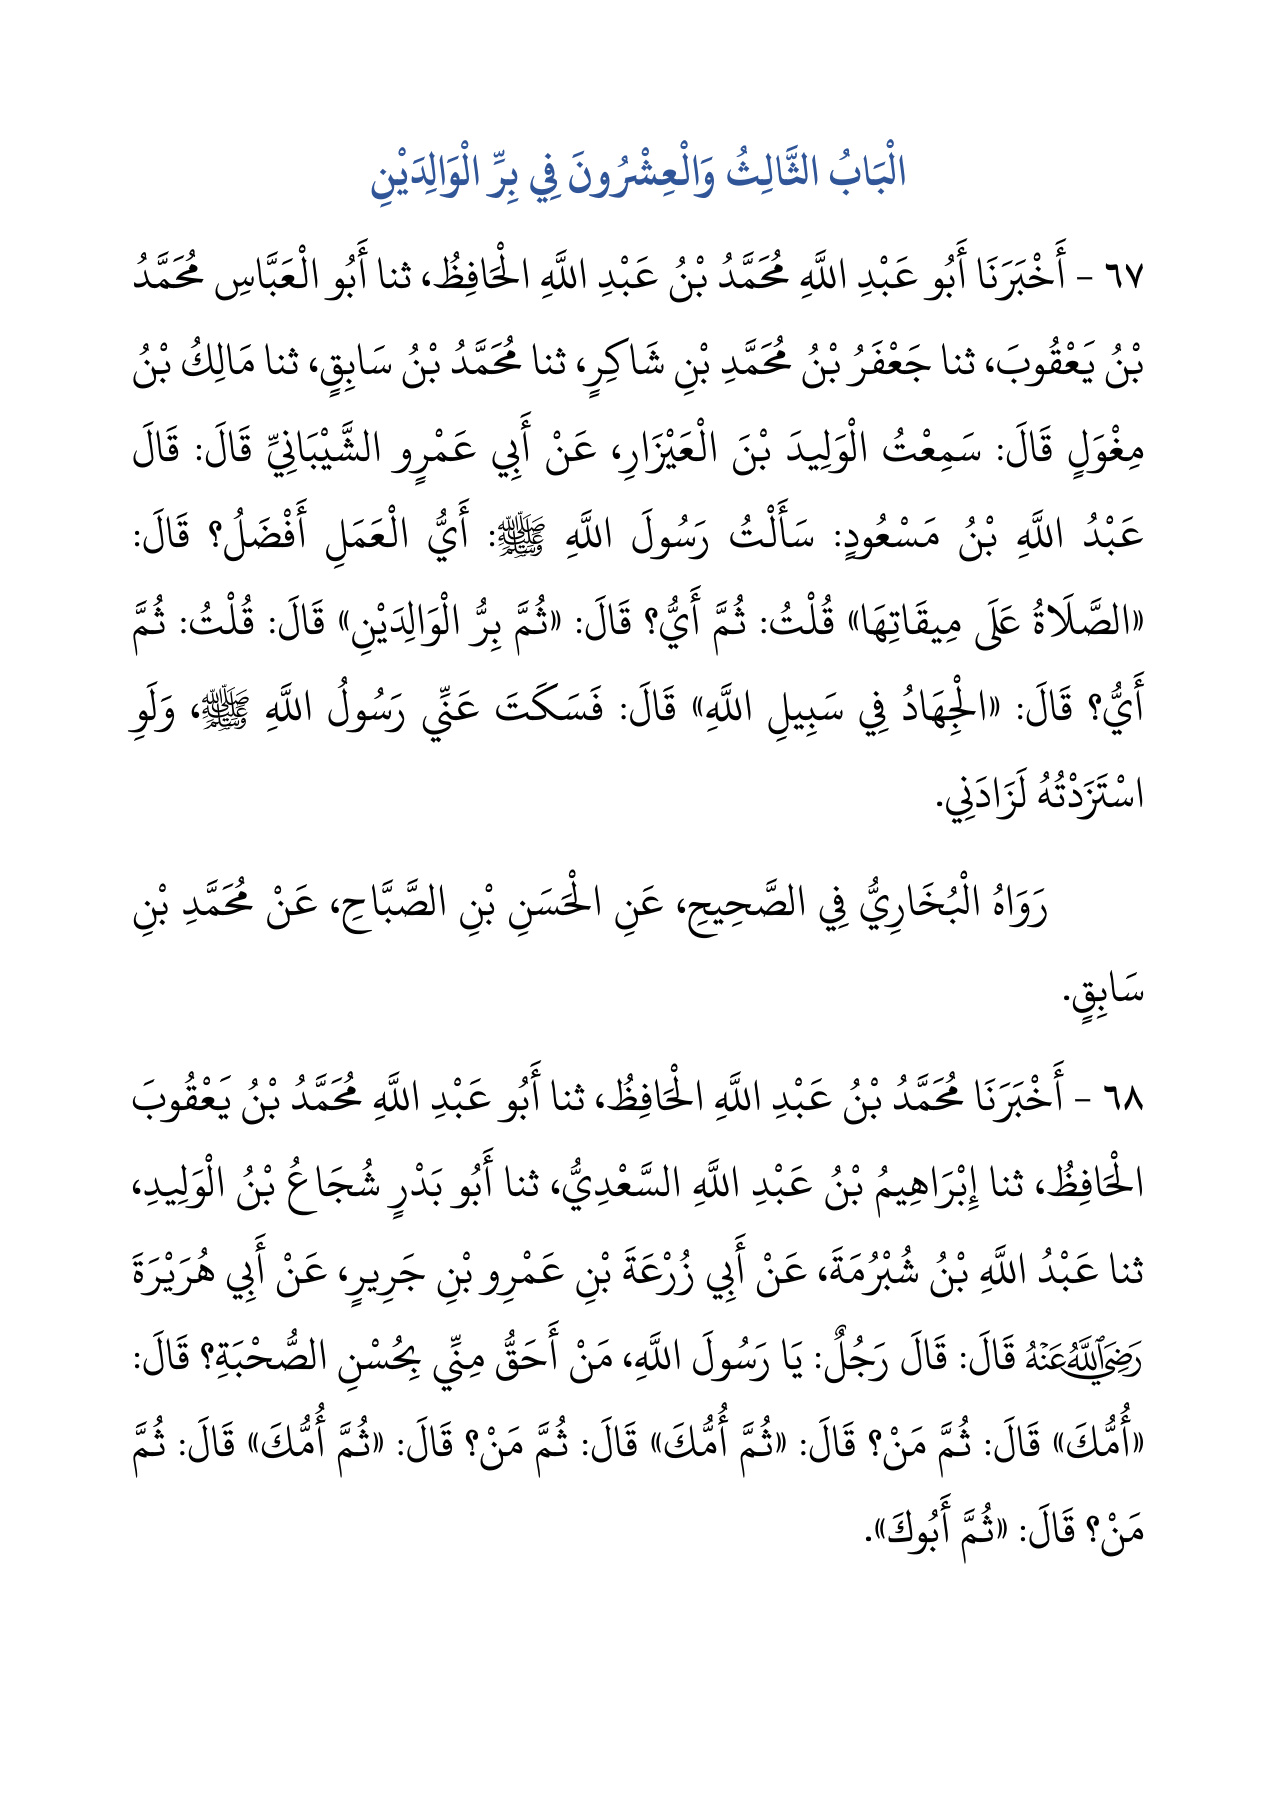 الْبَابُ الثَّالِثُ وَالْعِشْرُونَ فِي بِرِّ الْوَالِدَيْنِ
٦٧ - أَخْبَرَنَا أَبُو عَبْدِ اللَّهِ مُحَمَّدُ بْنُ عَبْدِ اللَّهِ الْحَافِظُ، ثنا أَبُو الْعَبَّاسِ مُحَمَّدُ
بْنُ يَعْقُوبَ، ثنا جَعْفَرُ بْنُ مُحَمَّدِ بْنِ شَاكِرٍ، ثنا مُحَمَّدُ بْنُ سَابِقٍ، ثنا مَالِكُ بْنُ
مِغْوَلٍ قَالَ: سَمِعْتُ الْوَلِيدَ بْنَ الْعَيْزَارِ، عَنْ أَبِي عَمْرٍو الشَّيْبَانِيِّ قَالَ: قَالَ
عَبْدُ اللَّهِ بْنُ مَسْعُودٍ: سَأَلْتُ رَسُولَ اللَّهِ ﷺ: أَيُّ الْعَمَلِ أَفْضَلُ؟ قَالَ:
«الصَّلَاةُ عَلَى مِيقَاتِهَا» قُلْتُ: ثُمَّ أَيُّ؟ قَالَ: «ثُمَّ بِرُّ الْوَالِدَيْنِ» قَالَ: قُلْتُ: ثُمَّ
أَيُّ؟ قَالَ: «الْجِهَادُ فِي سَبِيلِ اللَّهِ» قَالَ: فَسَكَتَ عَنِّي رَسُولُ اللَّهِ ﷺ، وَلَوِ
اسْتَزَدْتُهُ لَزَادَنِي.
رَوَاهُ الْبُخَارِيُّ فِي الصَّحِيحِ، عَنِ الْحَسَنِ بْنِ الصَّبَّاحِ، عَنْ مُحَمَّدِ بْنِ
سَابِقٍ.
٦٨ - أَخْبَرَنَا مُحَمَّدُ بْنُ عَبْدِ اللَّهِ الْحَافِظُ، ثنا أَبُو عَبْدِ اللَّهِ مُحَمَّدُ بْنُ يَعْقُوبَ
الْحَافِظُ، ثنا إِبْرَاهِيمُ بْنُ عَبْدِ اللَّهِ السَّعْدِيُّ، ثنا أَبُو بَدْرٍ شُجَاعُ بْنُ الْوَلِيدِ،
ثنا عَبْدُ اللَّهِ بْنُ شُبْرُمَةَ، عَنْ أَبِي زُرْعَةَ بْنِ عَمْرِو بْنِ جَرِيرٍ، عَنْ أَبِي هُرَيْرَةَ
رَضِيَ اللَّهُ عَنْهُ قَالَ: قَالَ رَجُلٌ: يَا رَسُولَ اللَّهِ، مَنْ أَحَقُّ مِنِّي بِحُسْنِ الصُّحْبَةِ؟ قَالَ:
«أُمُّكَ» قَالَ: ثُمَّ مَنْ؟ قَالَ: «ثُمَّ أُمُّكَ» قَالَ: ثُمَّ مَنْ؟ قَالَ: «ثُمَّ أُمُّكَ» قَالَ: ثُمَّ
مَنْ؟ قَالَ: «ثُمَّ أَبُوكَ».